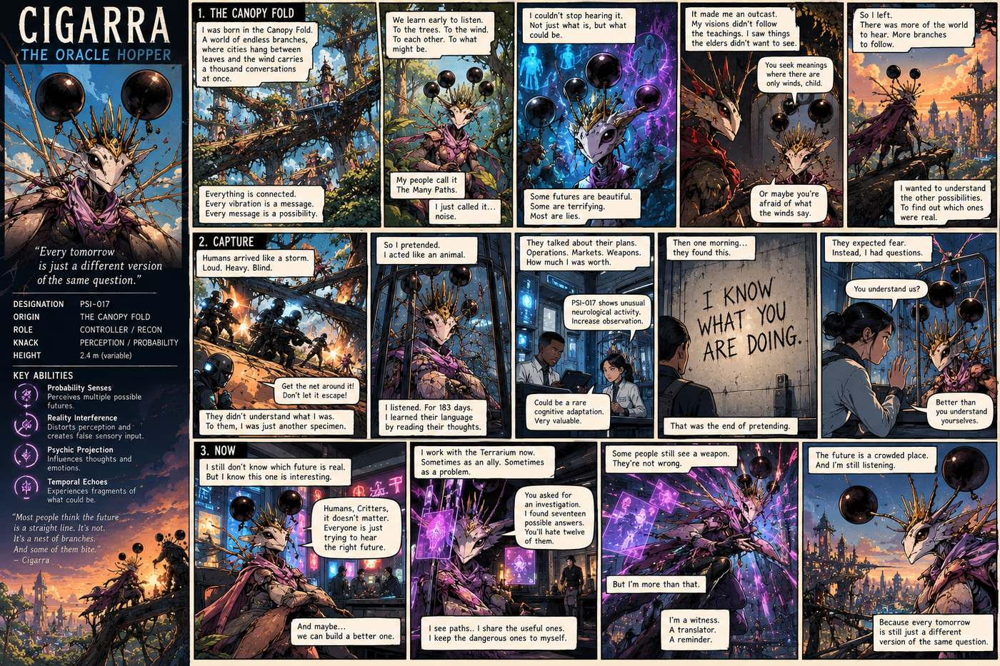 CIGARRA
THE ORACLE HOPPER
“Every tomorrow
is just a different version
of the same question.”
DESIGNATION PSI-017
ORIGIN THE CANOPY FOLD
ROLE CONTROLLER / RECON
KNACK PERCEPTION / PROBABILITY
HEIGHT 2.4 m (variable)
KEY ABILITIES
Probability Senses
Perceives multiple possible
futures.
Reality Interference
Distorts perception and
creates false sensory input.
Psychic Projection
Influences thoughts and
emotions.
Temporal Echoes
Experiences fragments of
what could be.
“Most people think the future
is a straight line. It’s not.
It’s a nest of branches.
And some of them bite.”
– Cigarra
1. THE CANOPY FOLD
I was born in the Canopy Fold.
A world of endless branches,
where cities hang between
leaves and the wind carries
a thousand conversations
at once.
Everything is connected.
Every vibration is a message.
Every message is a possibility.
We learn early to listen.
To the trees. To the wind.
To each other. To what
might be.
My people call it
The Many Paths.
I just called it...
noise.
I couldn’t stop hearing it.
Not just what is, but what
could be.
Some futures are beautiful.
Some are terrifying.
Most are lies.
It made me an outcast.
My visions didn’t follow
the teachings. I saw things
the elders didn’t want to see.
You seek meanings
where there are
only winds, child.
Or maybe you’re
afraid of what
the winds say.
So I left.
There was more of the world
to hear. More branches
to follow.
I wanted to understand
the other possibilities.
To find out which ones
were real.
2. CAPTURE
Humans arrived like a storm.
Loud. Heavy. Blind.
Get the net around it!
Don’t let it escape!
They didn’t understand what I was.
To them, I was just another specimen.
So I pretended.
I acted like an animal.
I listened. For 183 days.
I learned their language
by reading their thoughts.
They talked about their plans.
Operations. Markets. Weapons.
How much I was worth.
PSI-017 shows unusual
neurological activity.
Increase observation.
Could be a rare
cognitive adaptation.
Very valuable.
Then one morning...
they found this.
I KNOW
WHAT YOU
ARE DOING.
That was the end of pretending.
They expected fear.
Instead, I had questions.
You understand us?
Better than
you understand
yourselves.
3. NOW
I still don’t know which future is real.
But I know this one is interesting.
Humans, Critters,
it doesn’t matter.
Everyone is just
trying to hear
the right future.
And maybe...
we can build a better one.
I work with the Terrarium now.
Sometimes as an ally. Sometimes
as a problem.
You asked for
an investigation.
I found seventeen
possible answers.
You’ll hate twelve
of them.
I see paths.. I share the useful ones.
I keep the dangerous ones to myself.
Some people still see a weapon.
They’re not wrong.
But I’m more than that.
I’m a witness.
A translator.
A reminder.
The future is a crowded place.
And I’m still listening.
Because every tomorrow
is still just a different
version of the same question.